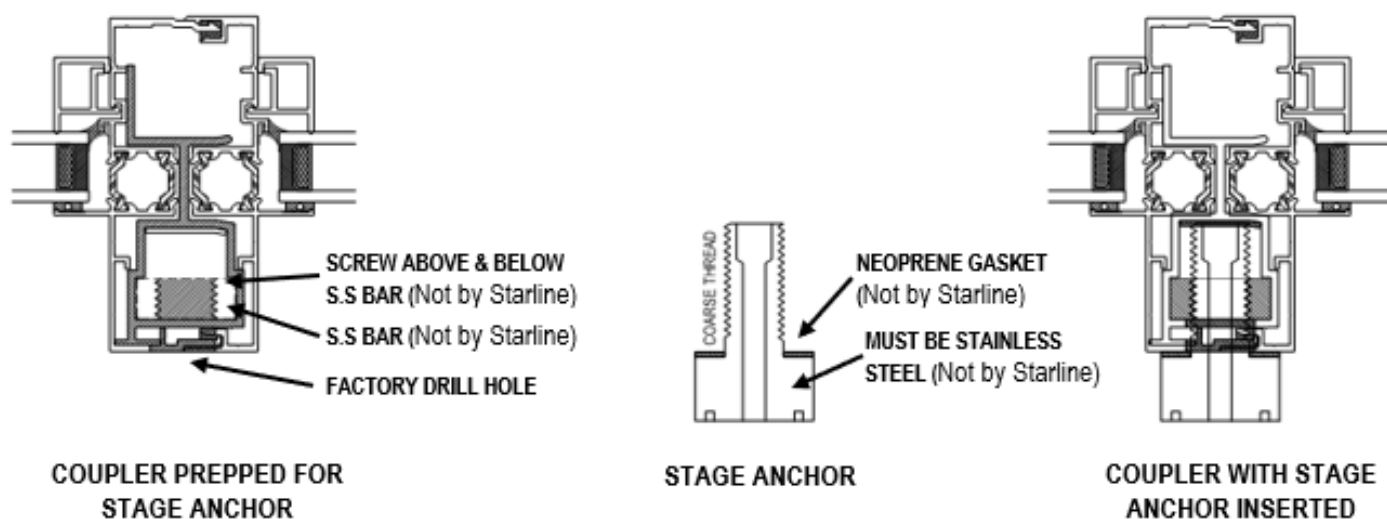 SCREW ABOVE & BELOW
S.S BAR (Not by Starline)
S.S BAR (Not by Starline)
FACTORY DRILL HOLE
COUPLER PREPPED FOR
STAGE ANCHOR
COARSE THREAD
NEOPRENE GASKET
(Not by Starline)
MUST BE STAINLESS
STEEL (Not by Starline)
STAGE ANCHOR
COUPLER WITH STAGE
ANCHOR INSERTED